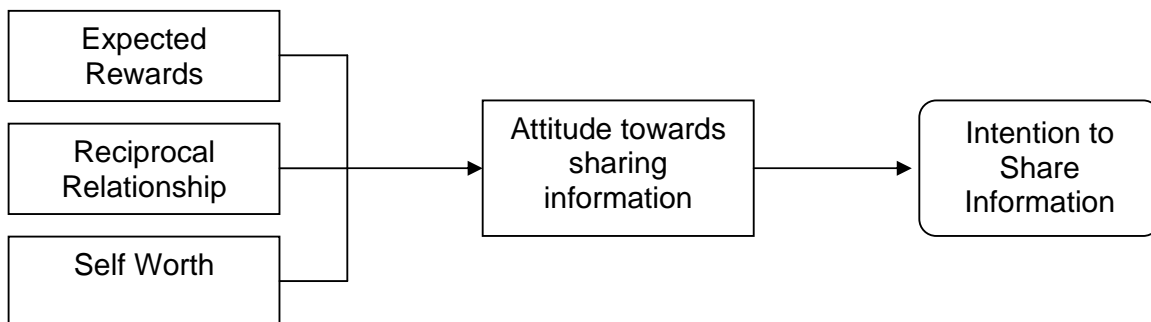 Expected
Rewards
Reciprocal
Relationship
Self Worth
Attitude towards
sharing
information
Intention to
Share
Information